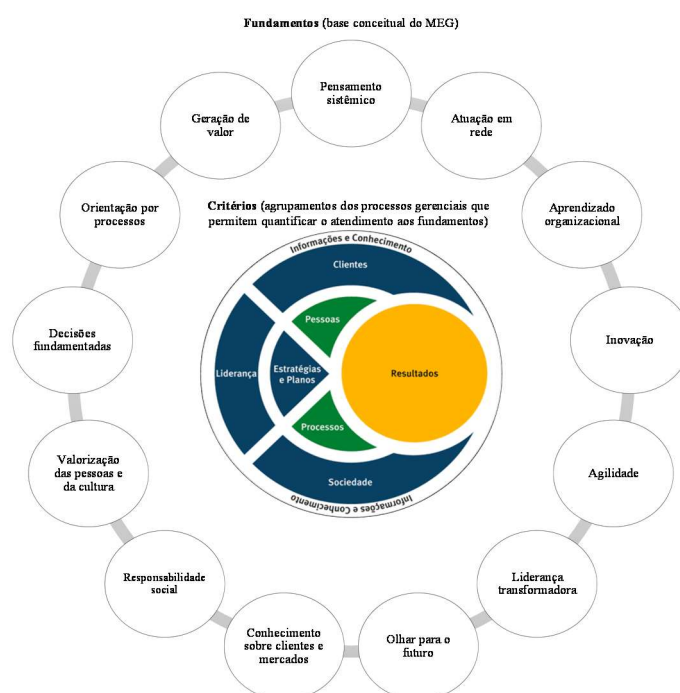 Fundamentos (base conceitual do MEG)
Pensamento
sistêmico
Atuação em
rede
Aprendizado
organizacional
Inovação
Agilidade
Liderança
transformadora
Olhar para o
futuro
Conhecimento
sobre clientes e
mercados
Responsabilidade
social
Valorização
das pessoas e
da cultura
Decisões
fundamentadas
Orientação por
processos
Geração de
valor
Critérios (agrupamentos dos processos gerenciais que
permitem quantificar o atendimento aos fundamentos)
Informações e Conhecimento
Clientes
Pessoas
Liderança
Estratégias
e Planos
Resultados
Processos
Sociedade
Informações e Conhecimento